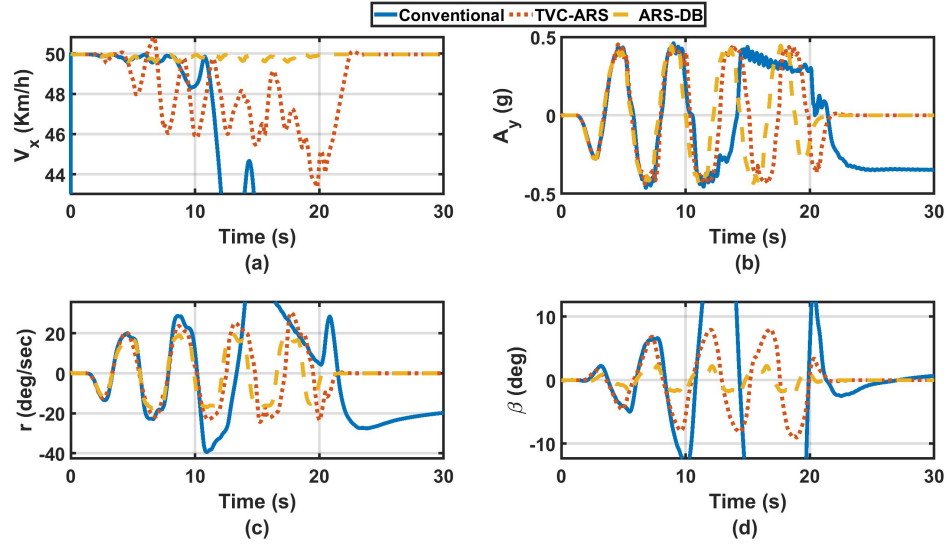 Conventional TVC-ARS ARS-DB
50
48
46
44
V_x (Km/h)
0 10 20 30
Time (s)
(a)
0.5
0
-0.5
A_y (g)
0 10 20 30
Time (s)
(b)
20
0
-20
-40
r (deg/sec)
0 10 20 30
Time (s)
(c)
10
0
-10
β (deg)
0 10 20 30
Time (s)
(d)